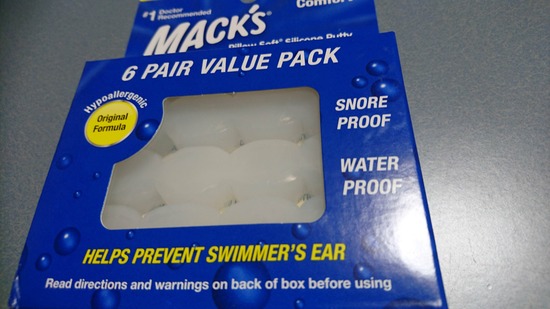 #1 Doctor
Recommended
Comfort
MACK'S
Pillow Soft® Silicone Putty
6 PAIR VALUE PACK
Hypoallergenic
Original
Formula
SNORE
PROOF
WATER
PROOF
HELPS PREVENT SWIMMER'S EAR
Read directions and warnings on back of box before using